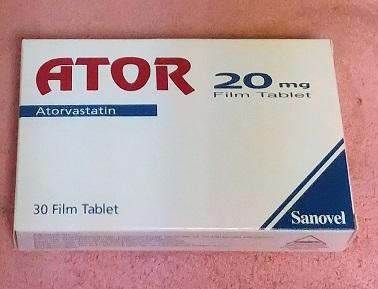 ATOR
20 mg
Film Tablet
Atorvastatin
30 Film Tablet
Sanovel